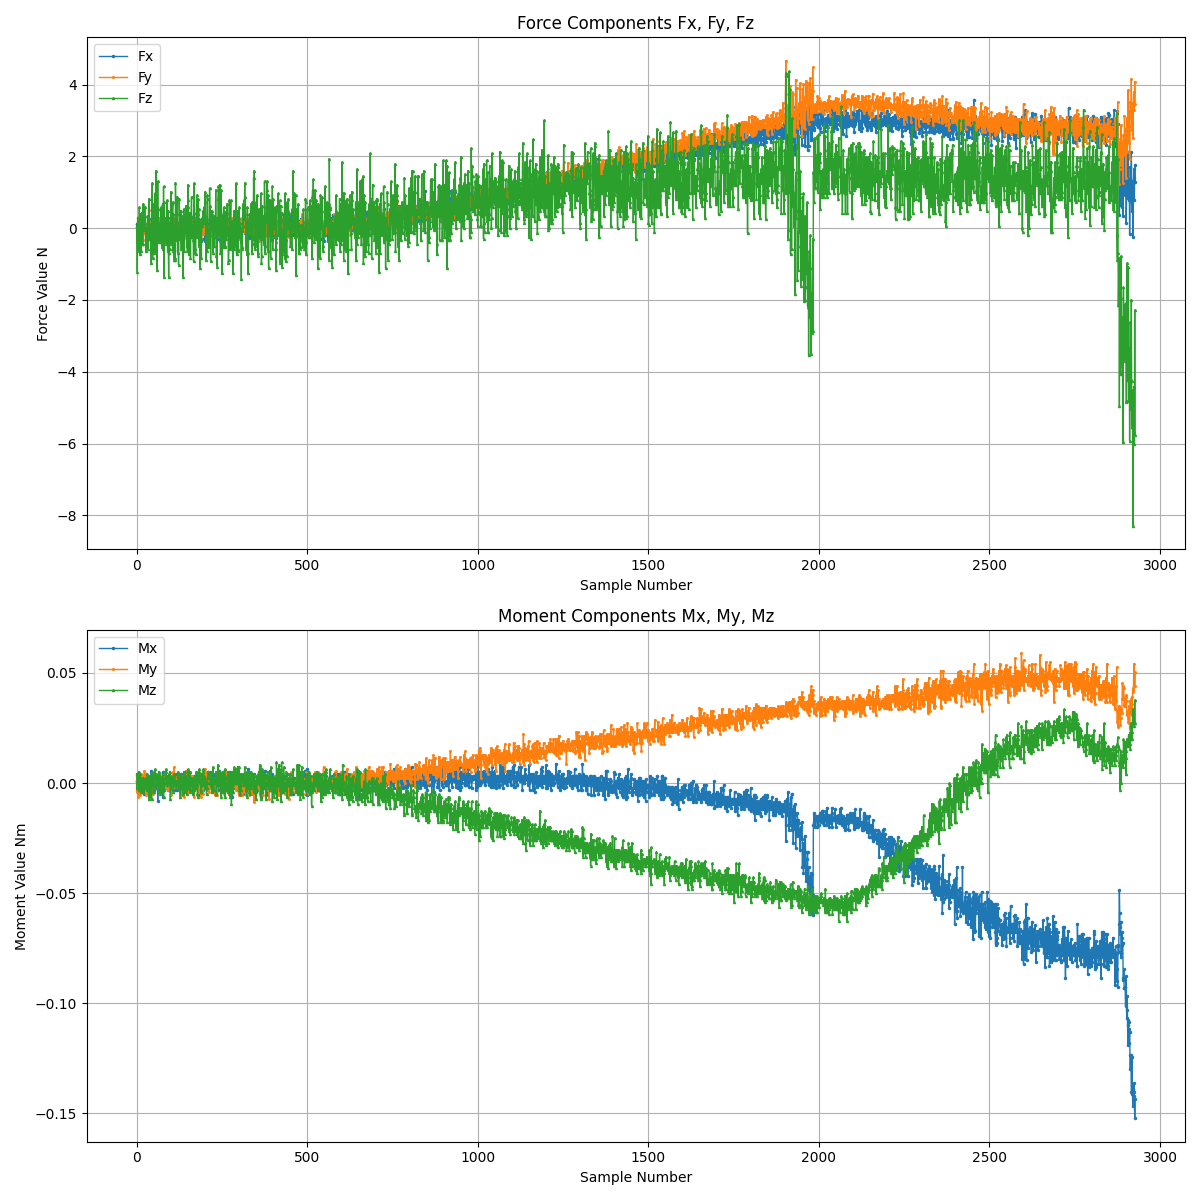 Force Components Fx, Fy, Fz
Fx
Fy
Fz
4
2
0
−2
−4
−6
−8
Force Value N
0 500 1000 1500 2000 2500 3000
Sample Number
Moment Components Mx, My, Mz
Mx
My
Mz
0.05
0.00
−0.05
−0.10
−0.15
Moment Value Nm
0 500 1000 1500 2000 2500 3000
Sample Number